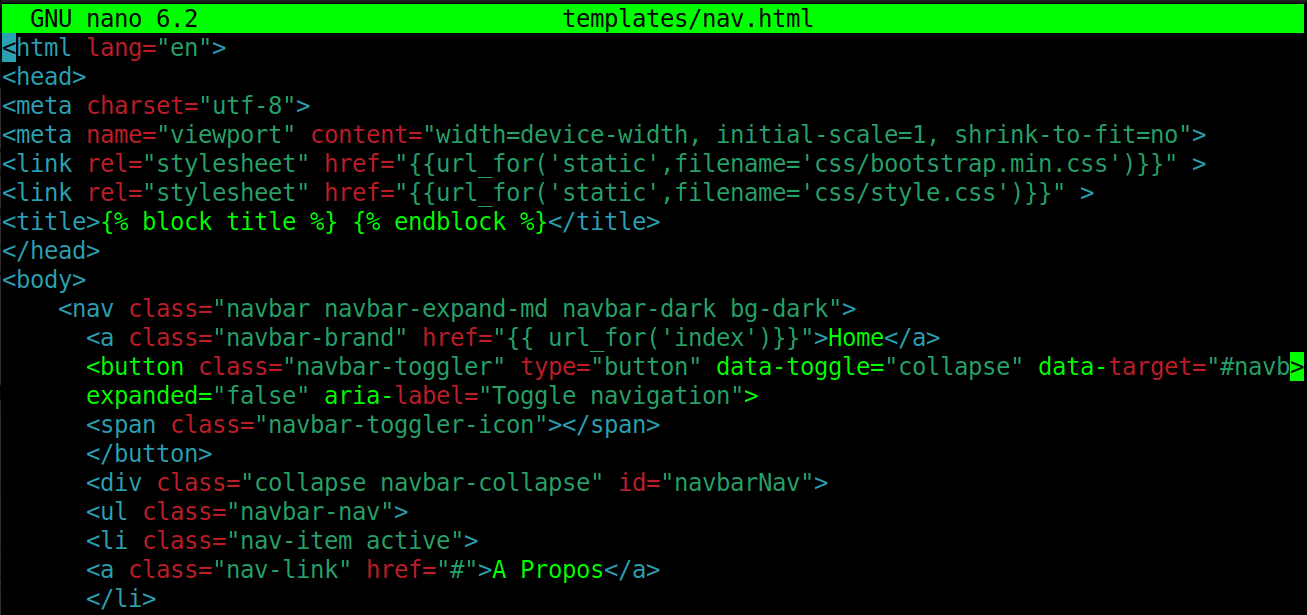 GNU nano 6.2 templates/nav.html
<html lang="en">
<head>
<meta charset="utf-8">
<meta name="viewport" content="width=device-width, initial-scale=1, shrink-to-fit=no">
<link rel="stylesheet" href="{{url_for('static',filename='css/bootstrap.min.css')}}" >
<link rel="stylesheet" href="{{url_for('static',filename='css/style.css')}}" >
<title>{% block title %} {% endblock %}</title>
</head>
<body>
    <nav class="navbar navbar-expand-md navbar-dark bg-dark">
      <a class="navbar-brand" href="{{ url_for('index')}}">Home</a>
      <button class="navbar-toggler" type="button" data-toggle="collapse" data-target="#navb>
      expanded="false" aria-label="Toggle navigation">
      <span class="navbar-toggler-icon"></span>
      </button>
      <div class="collapse navbar-collapse" id="navbarNav">
      <ul class="navbar-nav">
      <li class="nav-item active">
      <a class="nav-link" href="#">A Propos</a>
      </li>